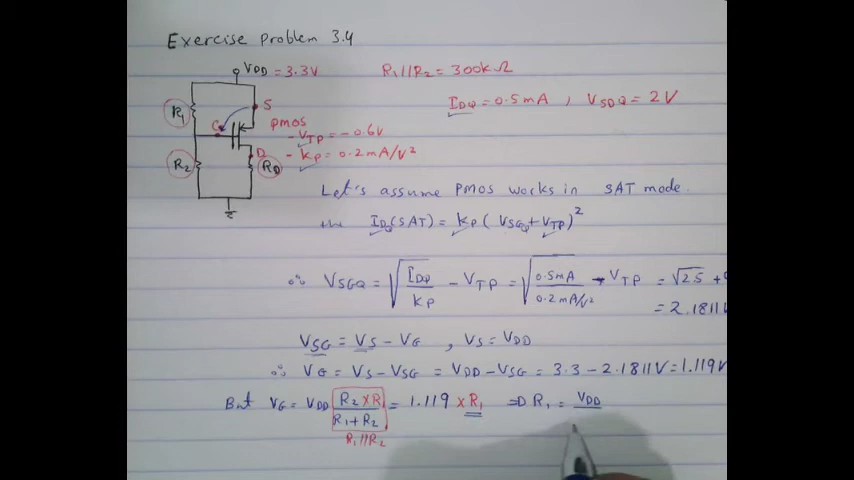 Exercise problem 3.4
VDD = 3.3V
R1//R2 = 300kΩ
IDQ = 0.5mA , VSDQ = 2V
R1
S
G
pmos
- VTP = -0.6V
- kp = 0.2mA/V²
D
R2
RD
Let's assume PMOS works in SAT mode.
the IDQ(SAT) = kp ( VSGQ + VTP )²
∴ VSGQ = √ IDQ / kp - VTP = √ 0.5mA / 0.2mA/V² - VTP = √2.5 +
= 2.1811V
VSG = VS - VG , VS = VDD
∴ VG = VS - VSG = VDD - VSG = 3.3 - 2.1811V = 1.119V
But VG = VDD R2 x R1 / R1 + R2 = 1.119 x R1 ⇒ R1 = VDD
R1//R2